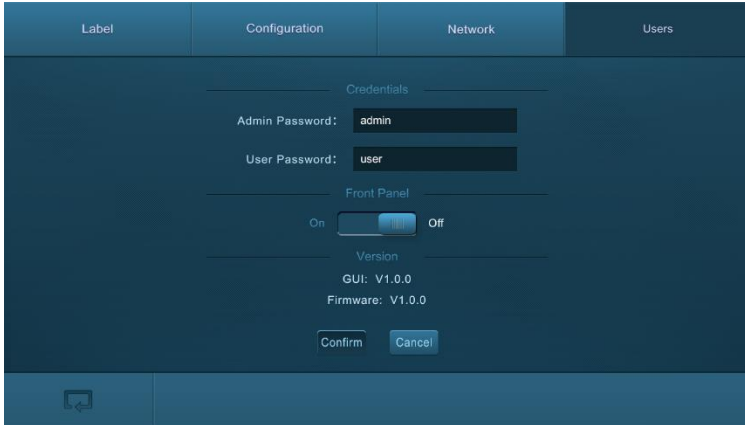 Label Configuration Network Users
Credentials
Admin Password: admin
User Password: user
Front Panel
On Off
Version
GUI: V1.0.0
Firmware: V1.0.0
Confirm Cancel